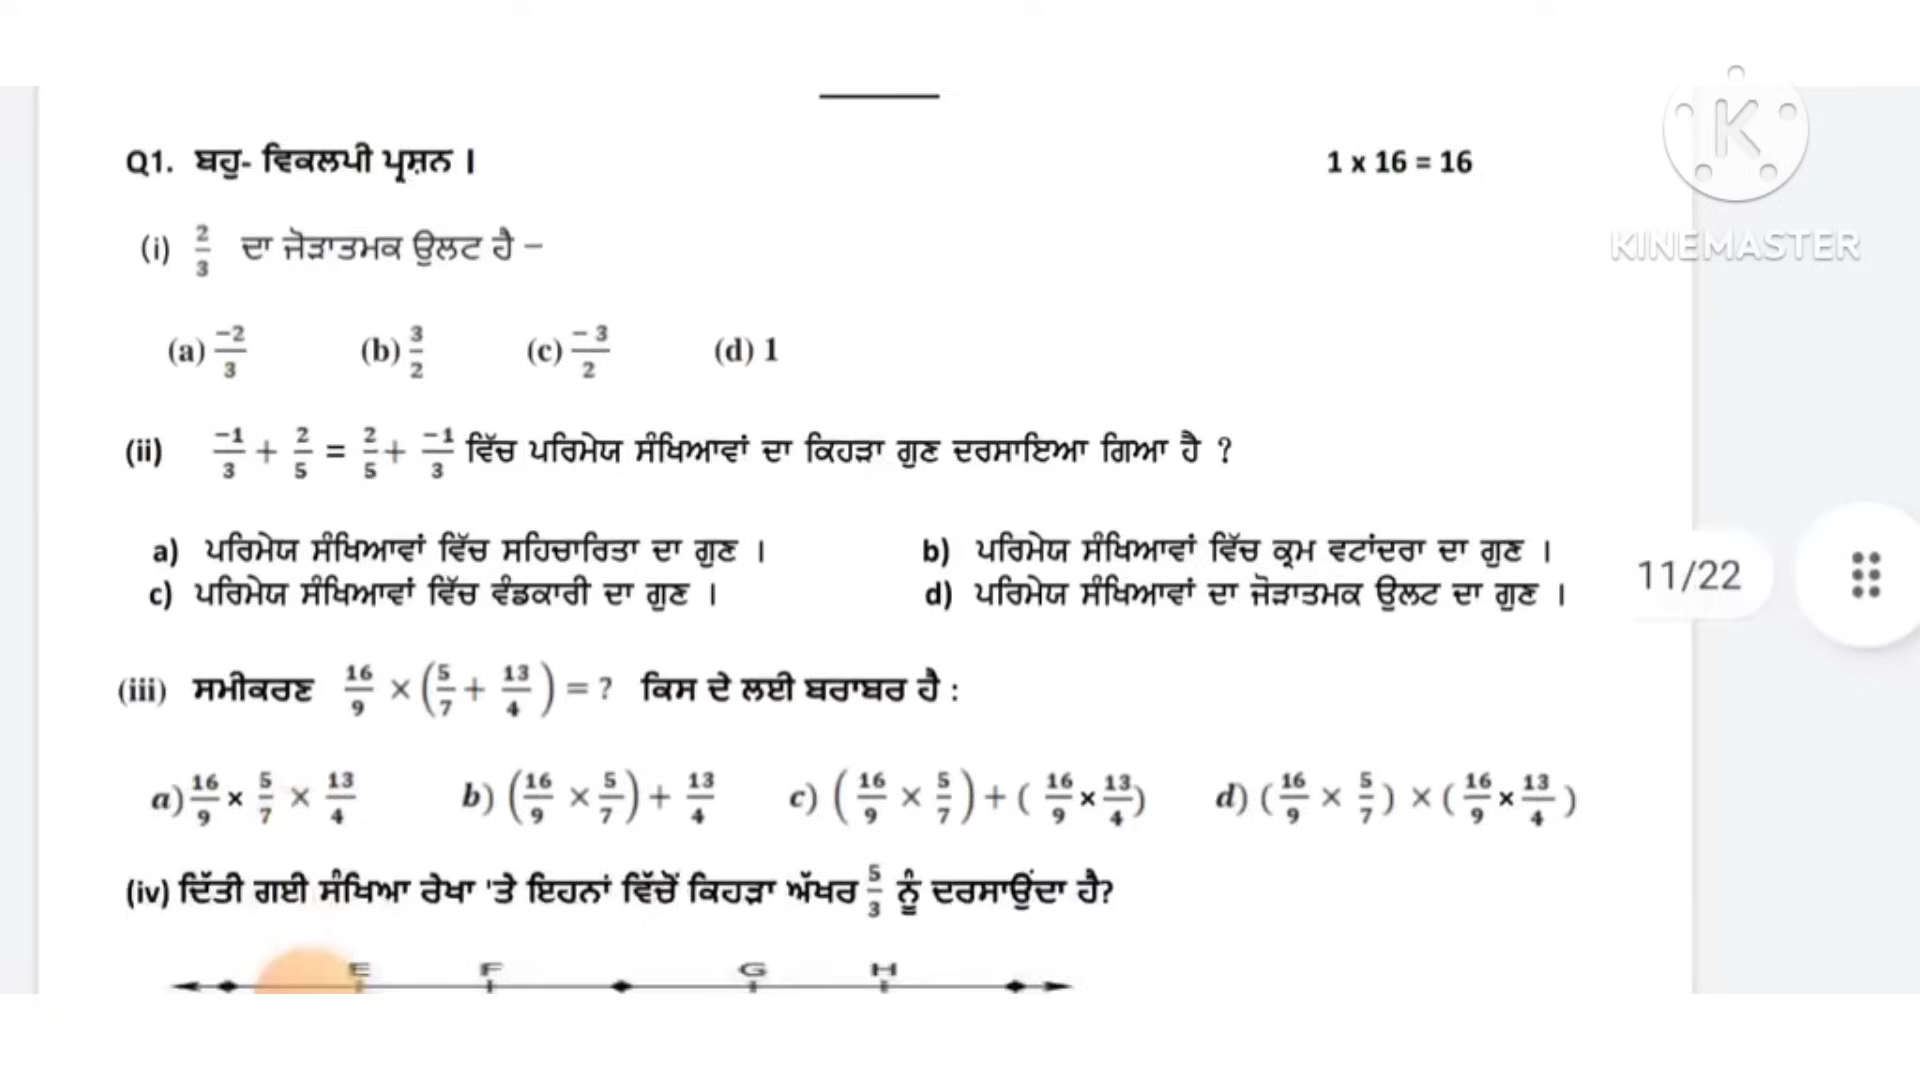 Q1. ਬਹੁ- ਵਿਕਲਪੀ ਪ੍ਰਸ਼ਨ । 1 x 16 = 16
KINEMASTER
(i) 2/3 ਦਾ ਜੋੜਾਤਮਕ ਉਲਟ ਹੈ –
(a) −2/3 (b) 3/2 (c) −3/2 (d) 1
(ii) −1/3 + 2/5 = 2/5 + −1/3 ਵਿੱਚ ਪਰਿਮੇਯ ਸੰਖਿਆਵਾਂ ਦਾ ਕਿਹੜਾ ਗੁਣ ਦਰਸਾਇਆ ਗਿਆ ਹੈ ?
a) ਪਰਿਮੇਯ ਸੰਖਿਆਵਾਂ ਵਿੱਚ ਸਹਿਚਾਰਿਤਾ ਦਾ ਗੁਣ । b) ਪਰਿਮੇਯ ਸੰਖਿਆਵਾਂ ਵਿੱਚ ਕ੍ਰਮ ਵਟਾਂਦਰਾ ਦਾ ਗੁਣ ।
c) ਪਰਿਮੇਯ ਸੰਖਿਆਵਾਂ ਵਿੱਚ ਵੰਡਕਾਰੀ ਦਾ ਗੁਣ । d) ਪਰਿਮੇਯ ਸੰਖਿਆਵਾਂ ਦਾ ਜੋੜਾਤਮਕ ਉਲਟ ਦਾ ਗੁਣ ।
11/22
(iii) ਸਮੀਕਰਣ 16/9 × (5/7 + 13/4) = ? ਕਿਸ ਦੇ ਲਈ ਬਰਾਬਰ ਹੈ :
a) 16/9 × 5/7 × 13/4 b) (16/9 × 5/7) + 13/4 c) (16/9 × 5/7) + (16/9 × 13/4) d) (16/9 × 5/7) × (16/9 × 13/4)
(iv) ਦਿੱਤੀ ਗਈ ਸੰਖਿਆ ਰੇਖਾ 'ਤੇ ਇਹਨਾਂ ਵਿੱਚੋਂ ਕਿਹੜਾ ਅੱਖਰ 5/3 ਨੂੰ ਦਰਸਾਉਂਦਾ ਹੈ?
E F G H